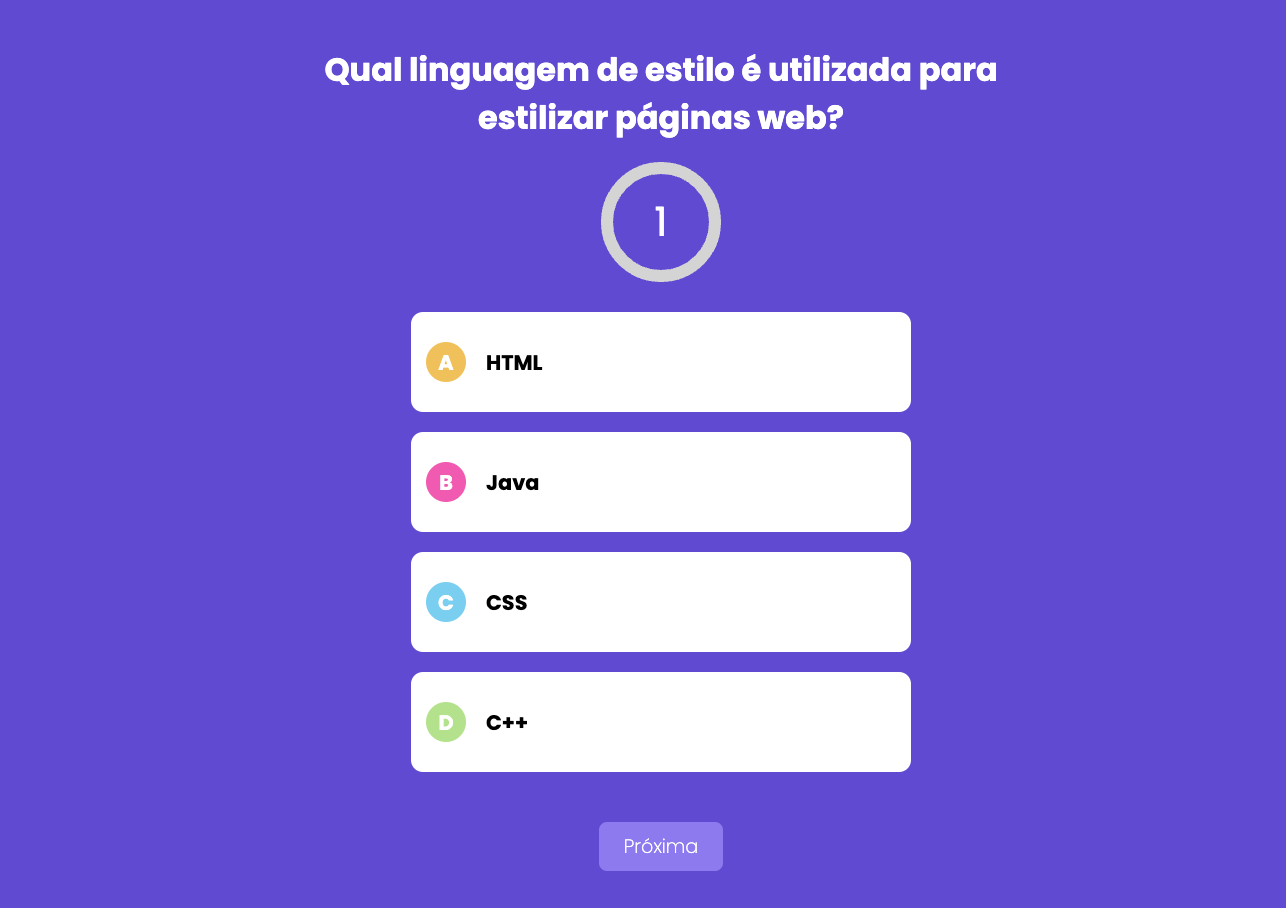 Qual linguagem de estilo é utilizada para
estilizar páginas web?
1
A HTML
B Java
C CSS
D C++
Próxima